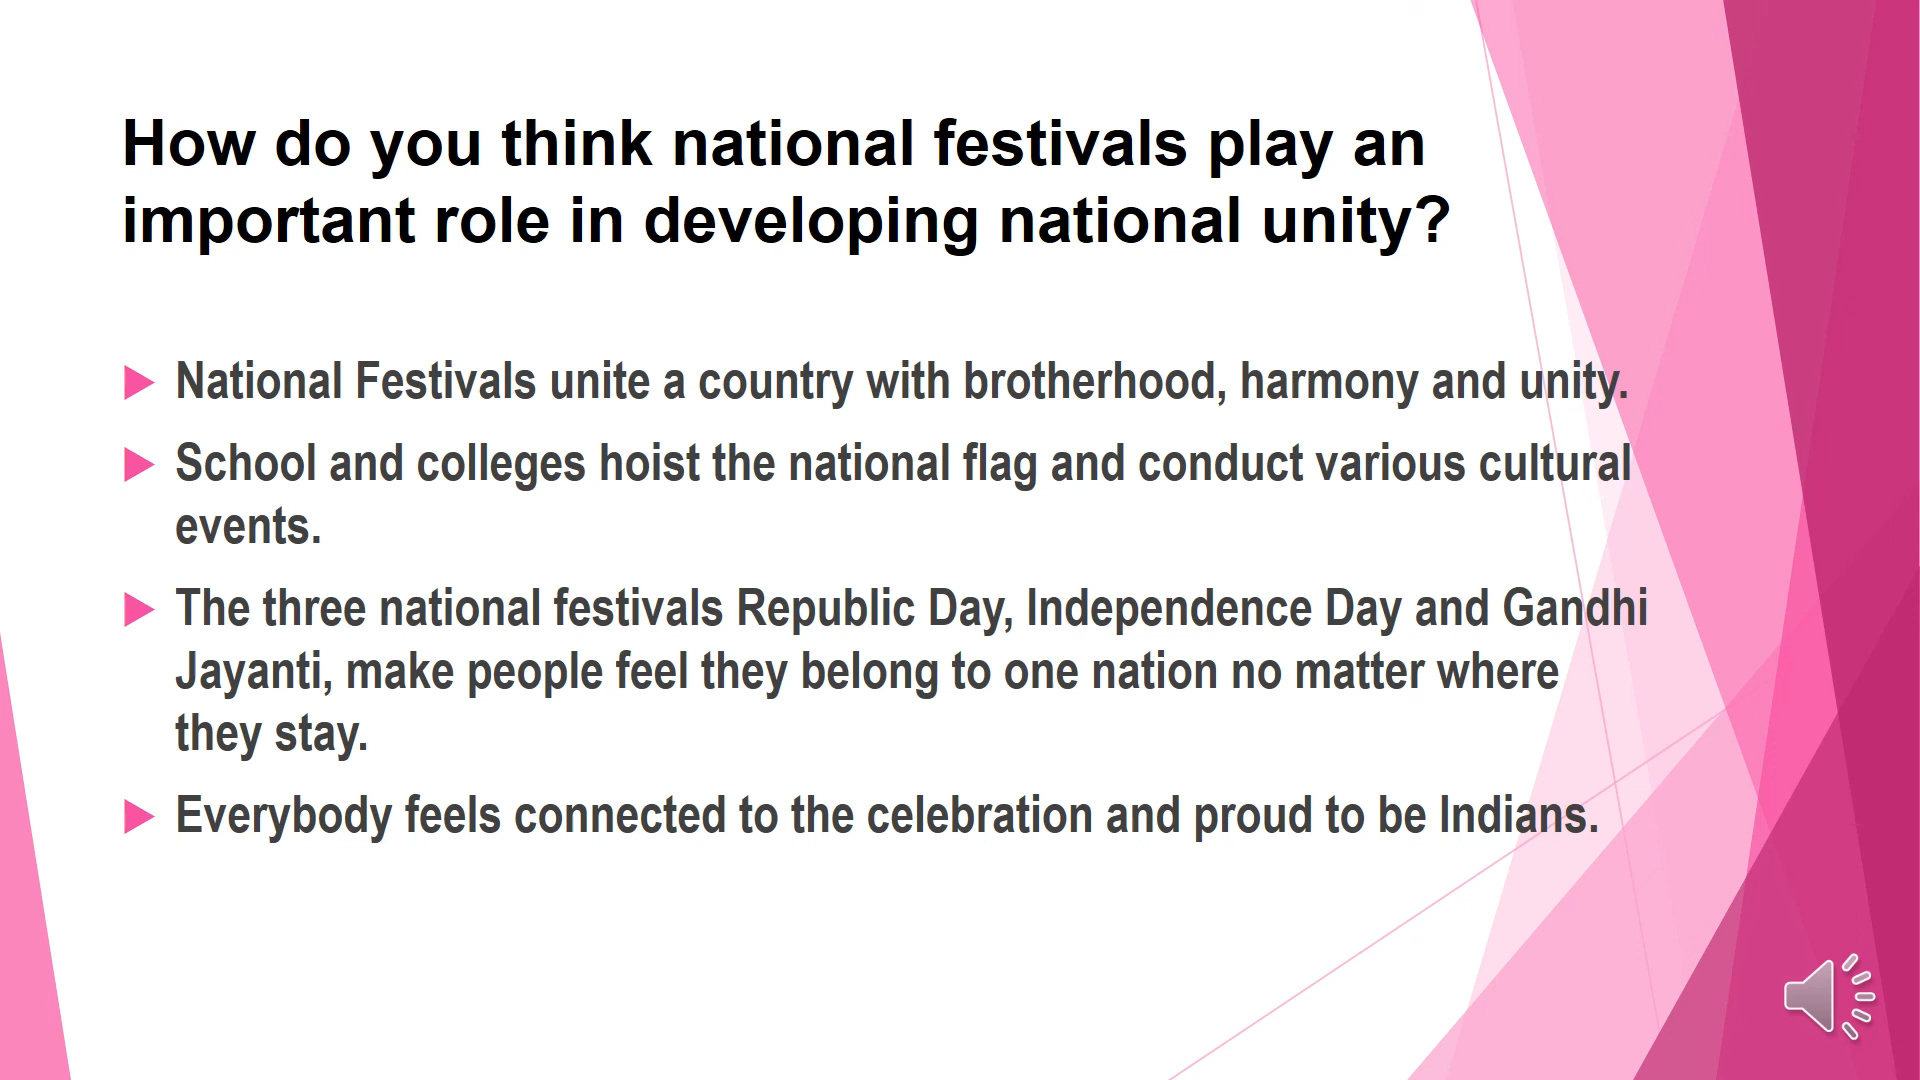 How do you think national festivals play an
important role in developing national unity?
National Festivals unite a country with brotherhood, harmony and unity.
School and colleges hoist the national flag and conduct various cultural
events.
The three national festivals Republic Day, Independence Day and Gandhi
Jayanti, make people feel they belong to one nation no matter where
they stay.
Everybody feels connected to the celebration and proud to be Indians.